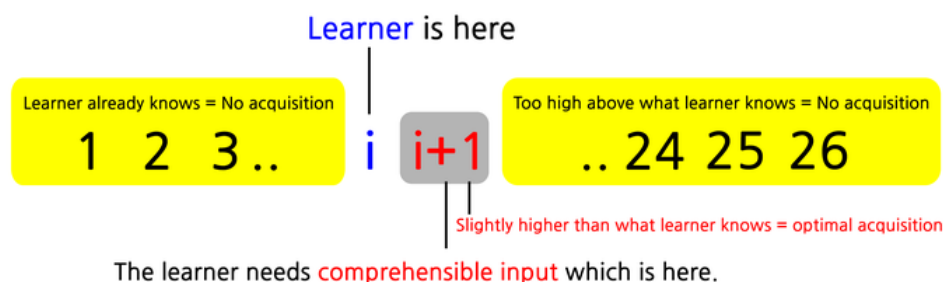 Learner is here
Learner already knows = No acquisition
Too high above what learner knows = No acquisition
1 2 3.. i i+1 .. 24 25 26
Slightly higher than what learner knows = optimal acquisition
The learner needs comprehensible input which is here.